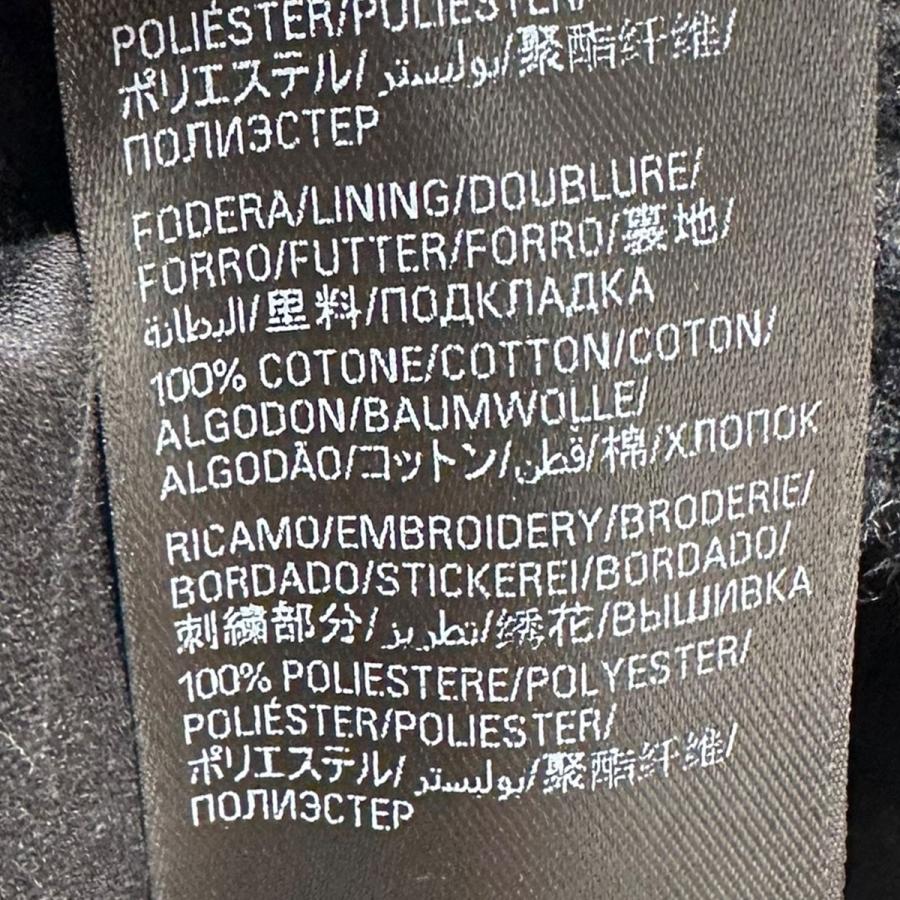 POLIÉSTER/POLIÉSTER/
ポリエステル/بوليستر/聚酯纤维/
ПОЛИЭСТЕР
FODERA/LINING/DOUBLURE/
FORRO/FUTTER/FORRO/裏地/
البطانة/里料/ПОДКЛАДКА
100% COTONE/COTTON/COTON/
ALGODON/BAUMWOLLE/
ALGODÃO/コットン/قطن/棉/ХЛОПОК
RICAMO/EMBROIDERY/BRODERIE/
BORDADO/STICKEREI/BORDADO/
刺繍部分/تطريز/绣花/ВЫШИВКА
100% POLIESTERE/POLYESTER/
POLIÉSTER/POLIESTER/
ポリエステル/بوليستر/聚酯纤维/
ПОЛИЭСТЕР